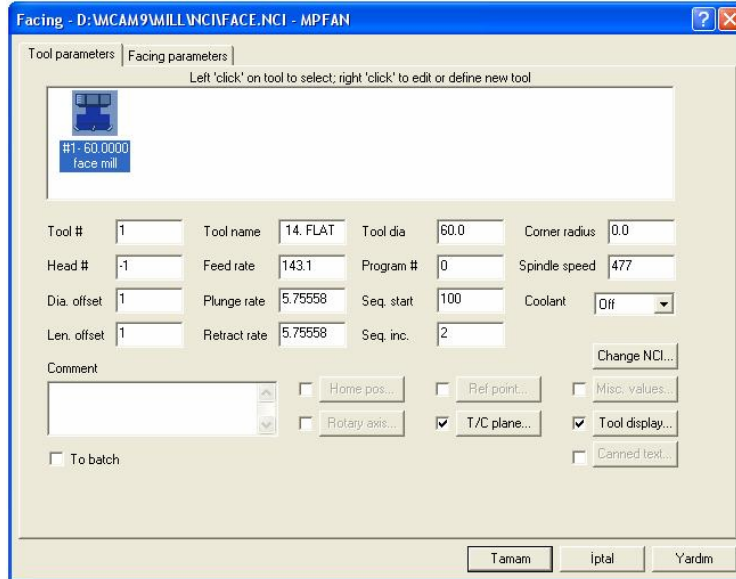 Facing - D:\MCAM9\MILL\NCI\FACE.NCI - MPFAN
Tool parameters Facing parameters
Left 'click' on tool to select; right 'click' to edit or define new tool
#1- 60.0000
face mill
Tool # 1 Tool name 14. FLAT Tool dia 60.0 Corner radius 0.0
Head # -1 Feed rate 143.1 Program # 0 Spindle speed 477
Dia. offset 1 Plunge rate 5.75558 Seq. start 100 Coolant Off
Len. offset 1 Retract rate 5.75558 Seq. inc. 2
Change NCI...
Comment
Home pos... Ref point... Misc. values...
Rotary axis... T/C plane... Tool display...
To batch Canned text...
Tamam İptal Yardım